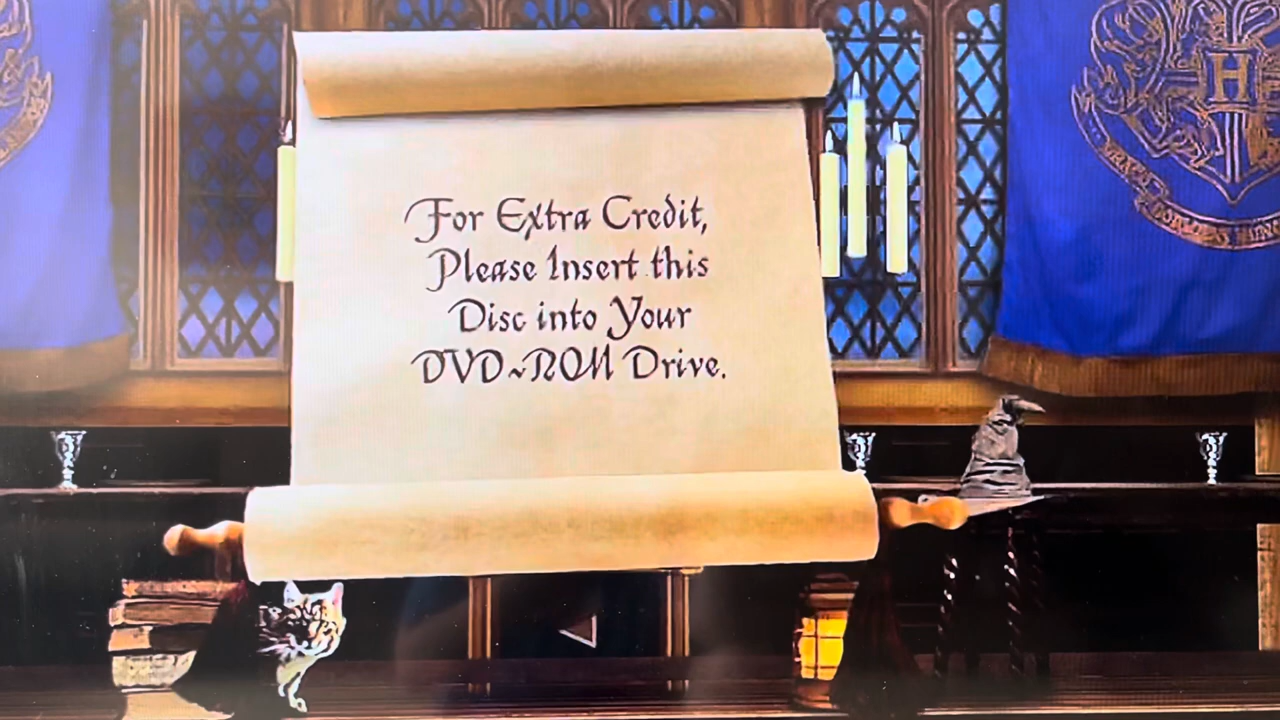 For Extra Credit,
Please Insert this
Disc into Your
DVD~ROM Drive.
H